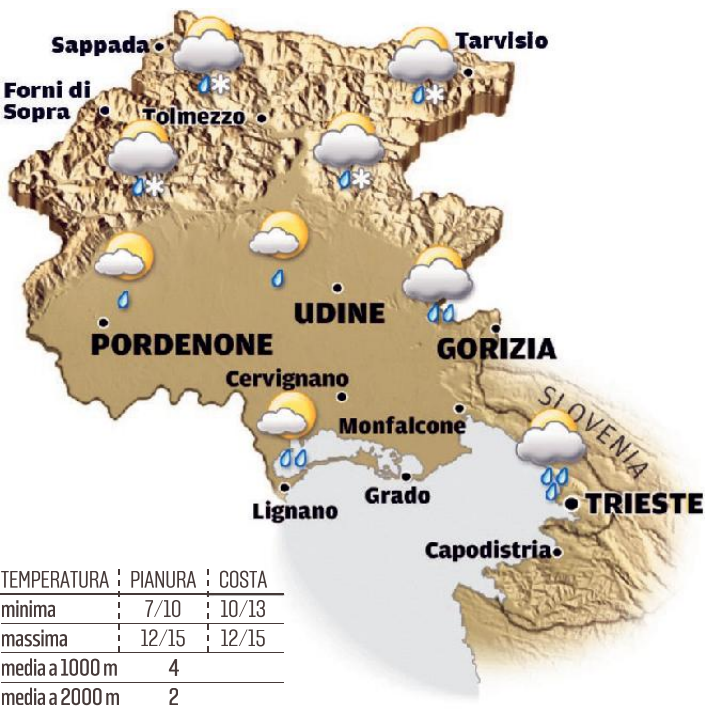 Sappada
Tarvisio
Forni di
Sopra
Tolmezzo
UDINE
PORDENONE
GORIZIA
Cervignano
SLOVENIA
Monfalcone
Grado
Lignano
TRIESTE
Capodistria
TEMPERATURA PIANURA COSTA
minima 7/10 10/13
massima 12/15 12/15
media a 1000 m 4
media a 2000 m 2